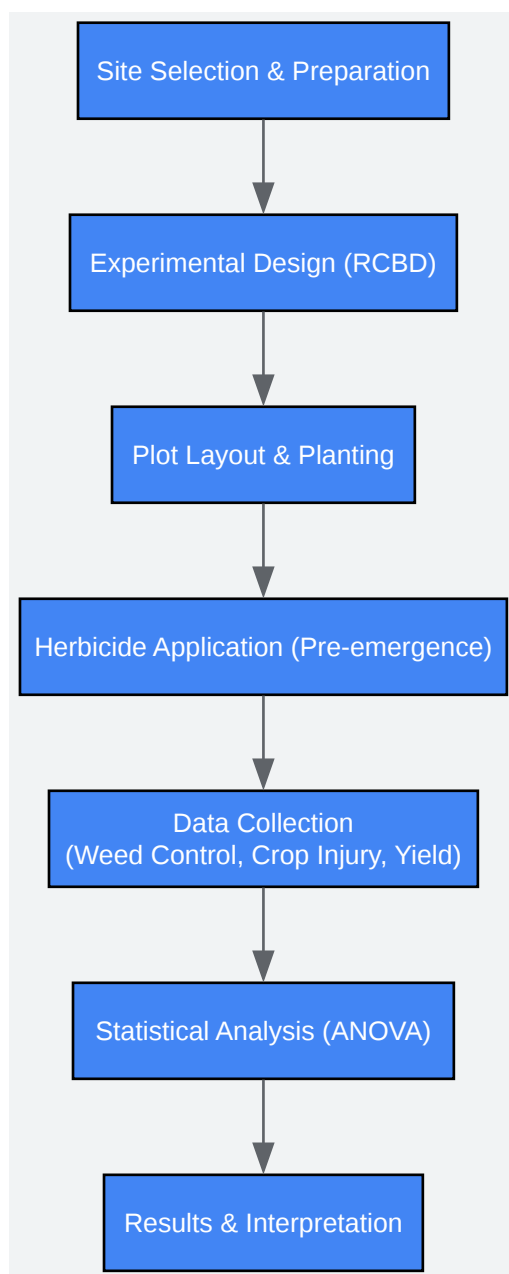 Site Selection & Preparation
Experimental Design (RCBD)
Plot Layout & Planting
Herbicide Application (Pre-emergence)
Data Collection
(Weed Control, Crop Injury, Yield)
Statistical Analysis (ANOVA)
Results & Interpretation